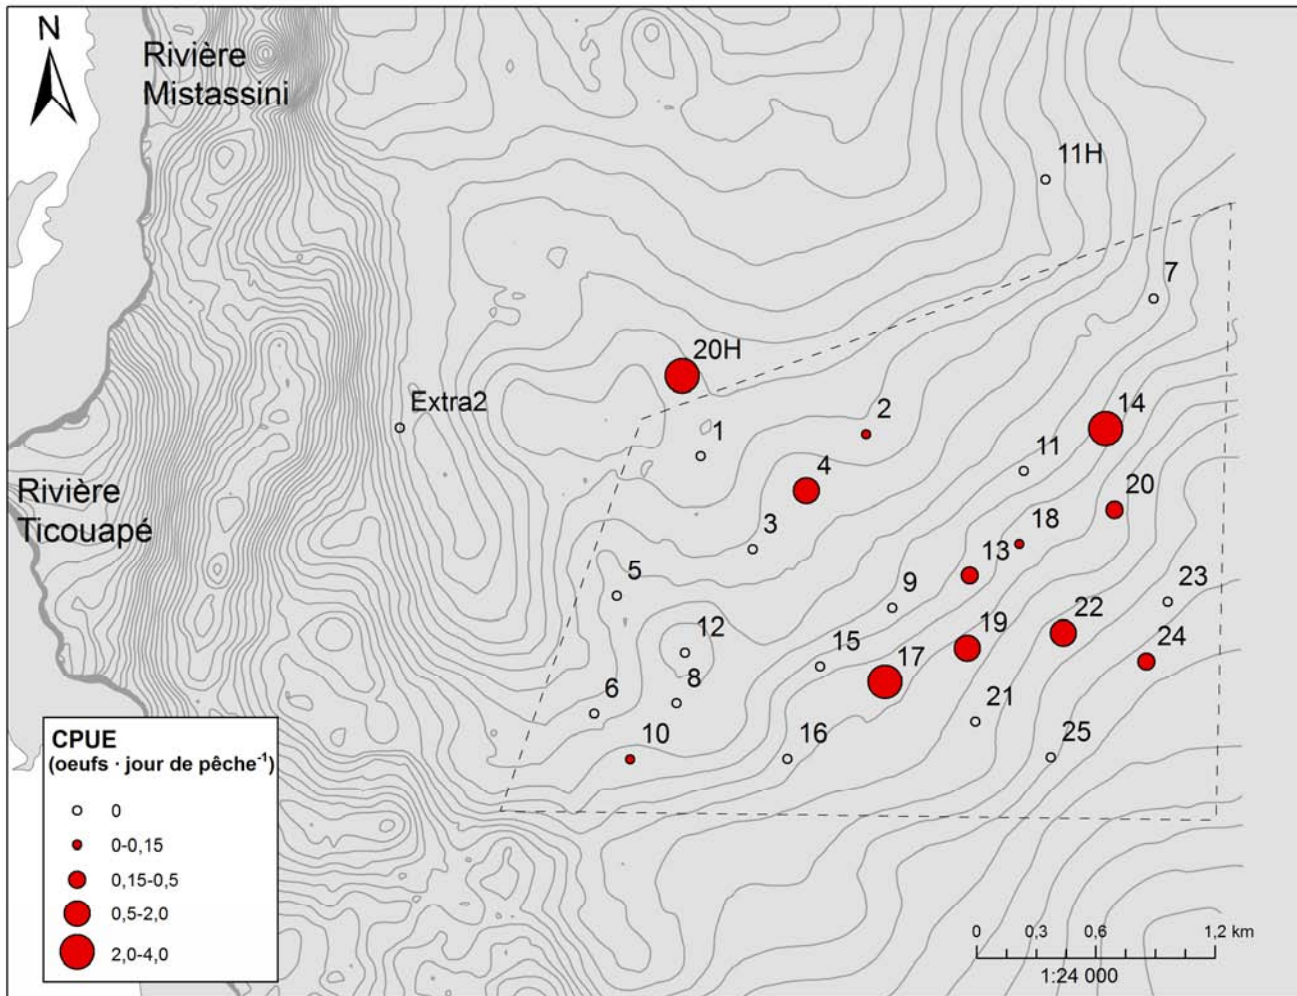 N
Rivière
Mistassini
11H
7
20H
Extra2
2
14
1
4
11
20
3
18
13
5
9
23
12
19
22
15
17
24
8
6
21
10
16
25
Rivière
Ticouapé
CPUE
(oeufs · jour de pêche⁻¹)
0
0-0,15
0,15-0,5
0,5-2,0
2,0-4,0
0 0,3 0,6 1,2 km
1:24 000